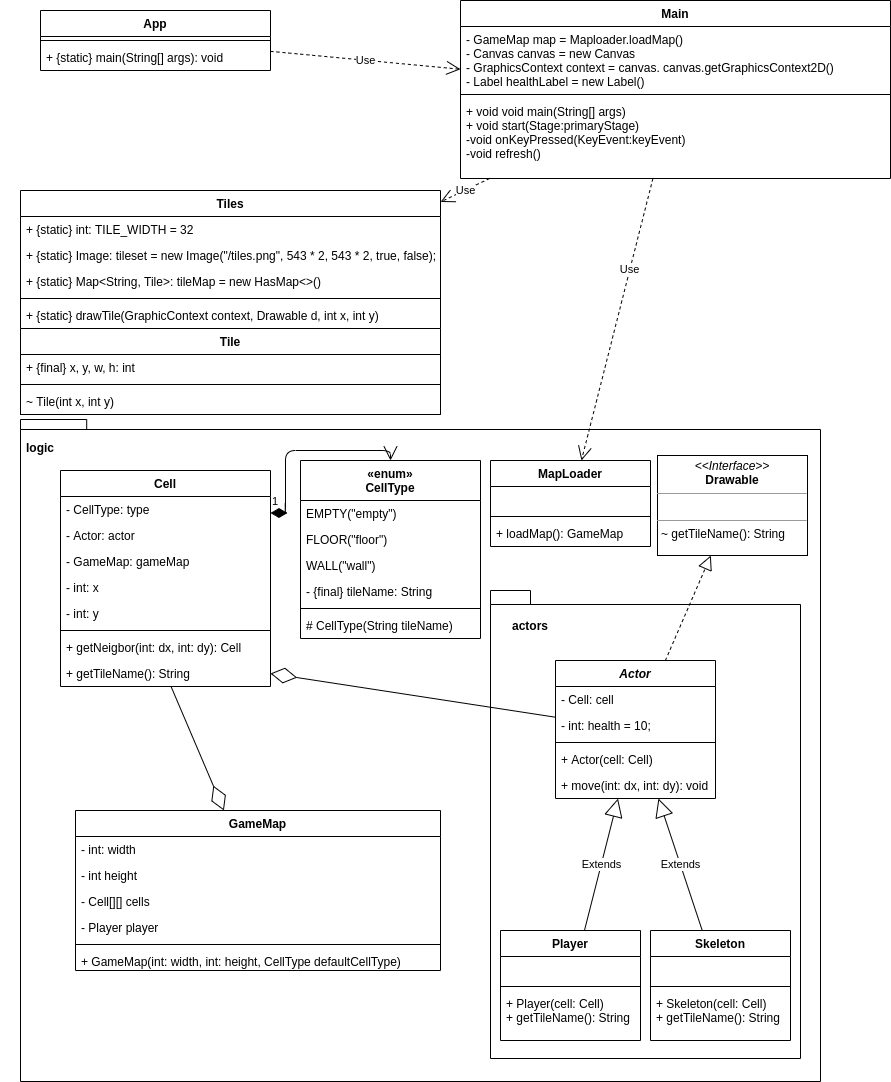 App
+ {static} main(String[] args): void
Use
Main
- GameMap map = Maploader.loadMap()
- Canvas canvas = new Canvas
- GraphicsContext context = canvas. canvas.getGraphicsContext2D()
- Label healthLabel = new Label()
+ void void main(String[] args)
+ void start(Stage:primaryStage)
-void onKeyPressed(KeyEvent:keyEvent)
-void refresh()
Use
Use
Tiles
+ {static} int: TILE_WIDTH = 32
+ {static} Image: tileset = new Image("/tiles.png", 543 * 2, 543 * 2, true, false);
+ {static} Map<String, Tile>: tileMap = new HasMap<>()
+ {static} drawTile(GraphicContext context, Drawable d, int x, int y)
Tile
+ {final} x, y, w, h: int
~ Tile(int x, int y)
logic
Cell
- CellType: type
- Actor: actor
- GameMap: gameMap
- int: x
- int: y
+ getNeigbor(int: dx, int: dy): Cell
+ getTileName(): String
1
«enum»
CellType
EMPTY("empty")
FLOOR("floor")
WALL("wall")
- {final} tileName: String
# CellType(String tileName)
MapLoader
+ loadMap(): GameMap
<<Interface>>
Drawable
~ getTileName(): String
actors
Actor
- Cell: cell
- int: health = 10;
+ Actor(cell: Cell)
+ move(int: dx, int: dy): void
GameMap
- int: width
- int height
- Cell[][] cells
- Player player
+ GameMap(int: width, int: height, CellType defaultCellType)
Extends
Extends
Player
+ Player(cell: Cell)
+ getTileName(): String
Skeleton
+ Skeleton(cell: Cell)
+ getTileName(): String